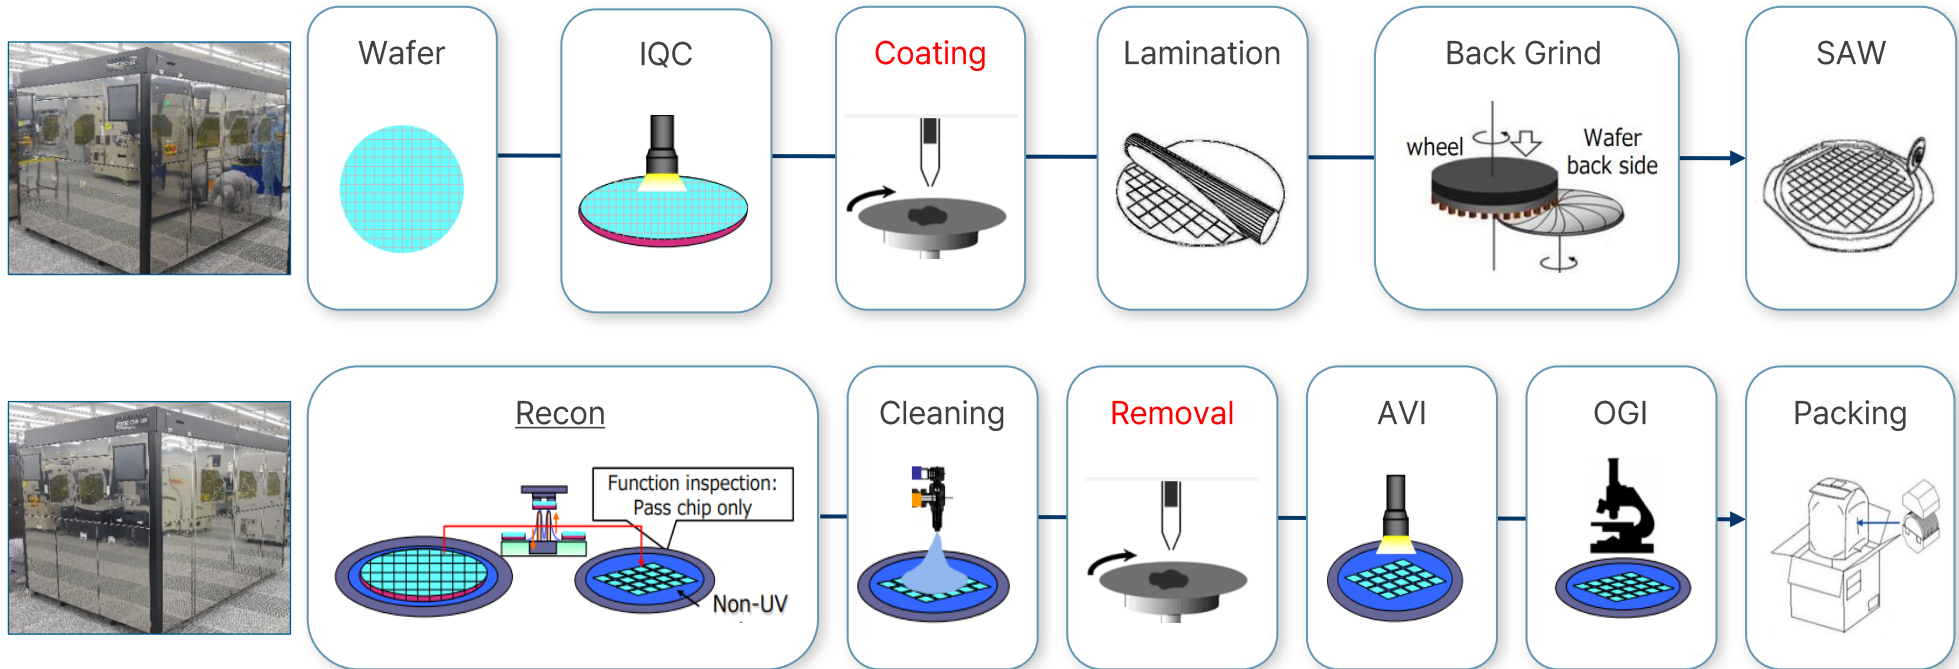 Wafer
IQC
Coating
Lamination
Back Grind
wheel
Wafer
back side
SAW
Recon
Function inspection:
Pass chip only
Non-UV
Cleaning
Removal
AVI
OGI
Packing